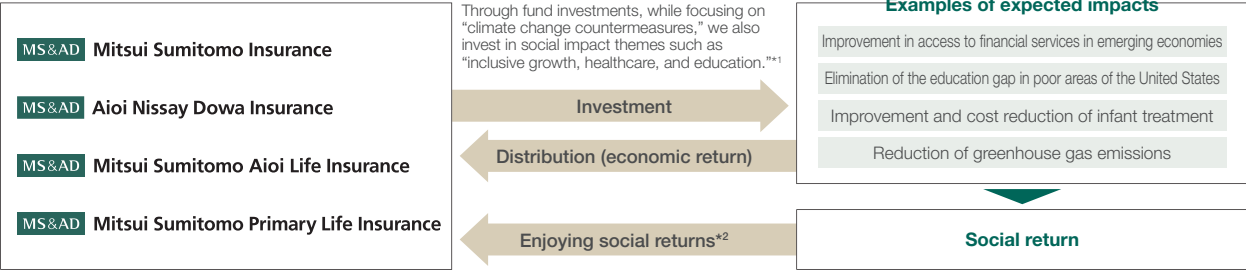 MS&AD Mitsui Sumitomo Insurance
MS&AD Aioi Nissay Dowa Insurance
MS&AD Mitsui Sumitomo Aioi Life Insurance
MS&AD Mitsui Sumitomo Primary Life Insurance
Through fund investments, while focusing on
“climate change countermeasures,” we also
invest in social impact themes such as
“inclusive growth, healthcare, and education.”*1
Investment
Distribution (economic return)
Enjoying social returns*2
Examples of expected impacts
Improvement in access to financial services in emerging economies
Elimination of the education gap in poor areas of the United States
Improvement and cost reduction of infant treatment
Reduction of greenhouse gas emissions
Social return